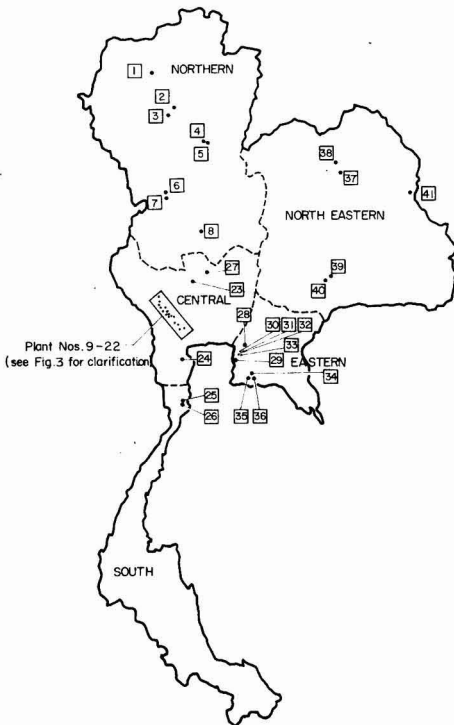 1
NORTHERN
2
3
4
5
38
37
6
7
41
NORTH EASTERN
8
27
39
23
40
CENTRAL
28
30 31 32
Plant Nos. 9-22
(see Fig. 3 for clarification
33
24
29 EASTERN
34
25
26
35 36
SOUTH